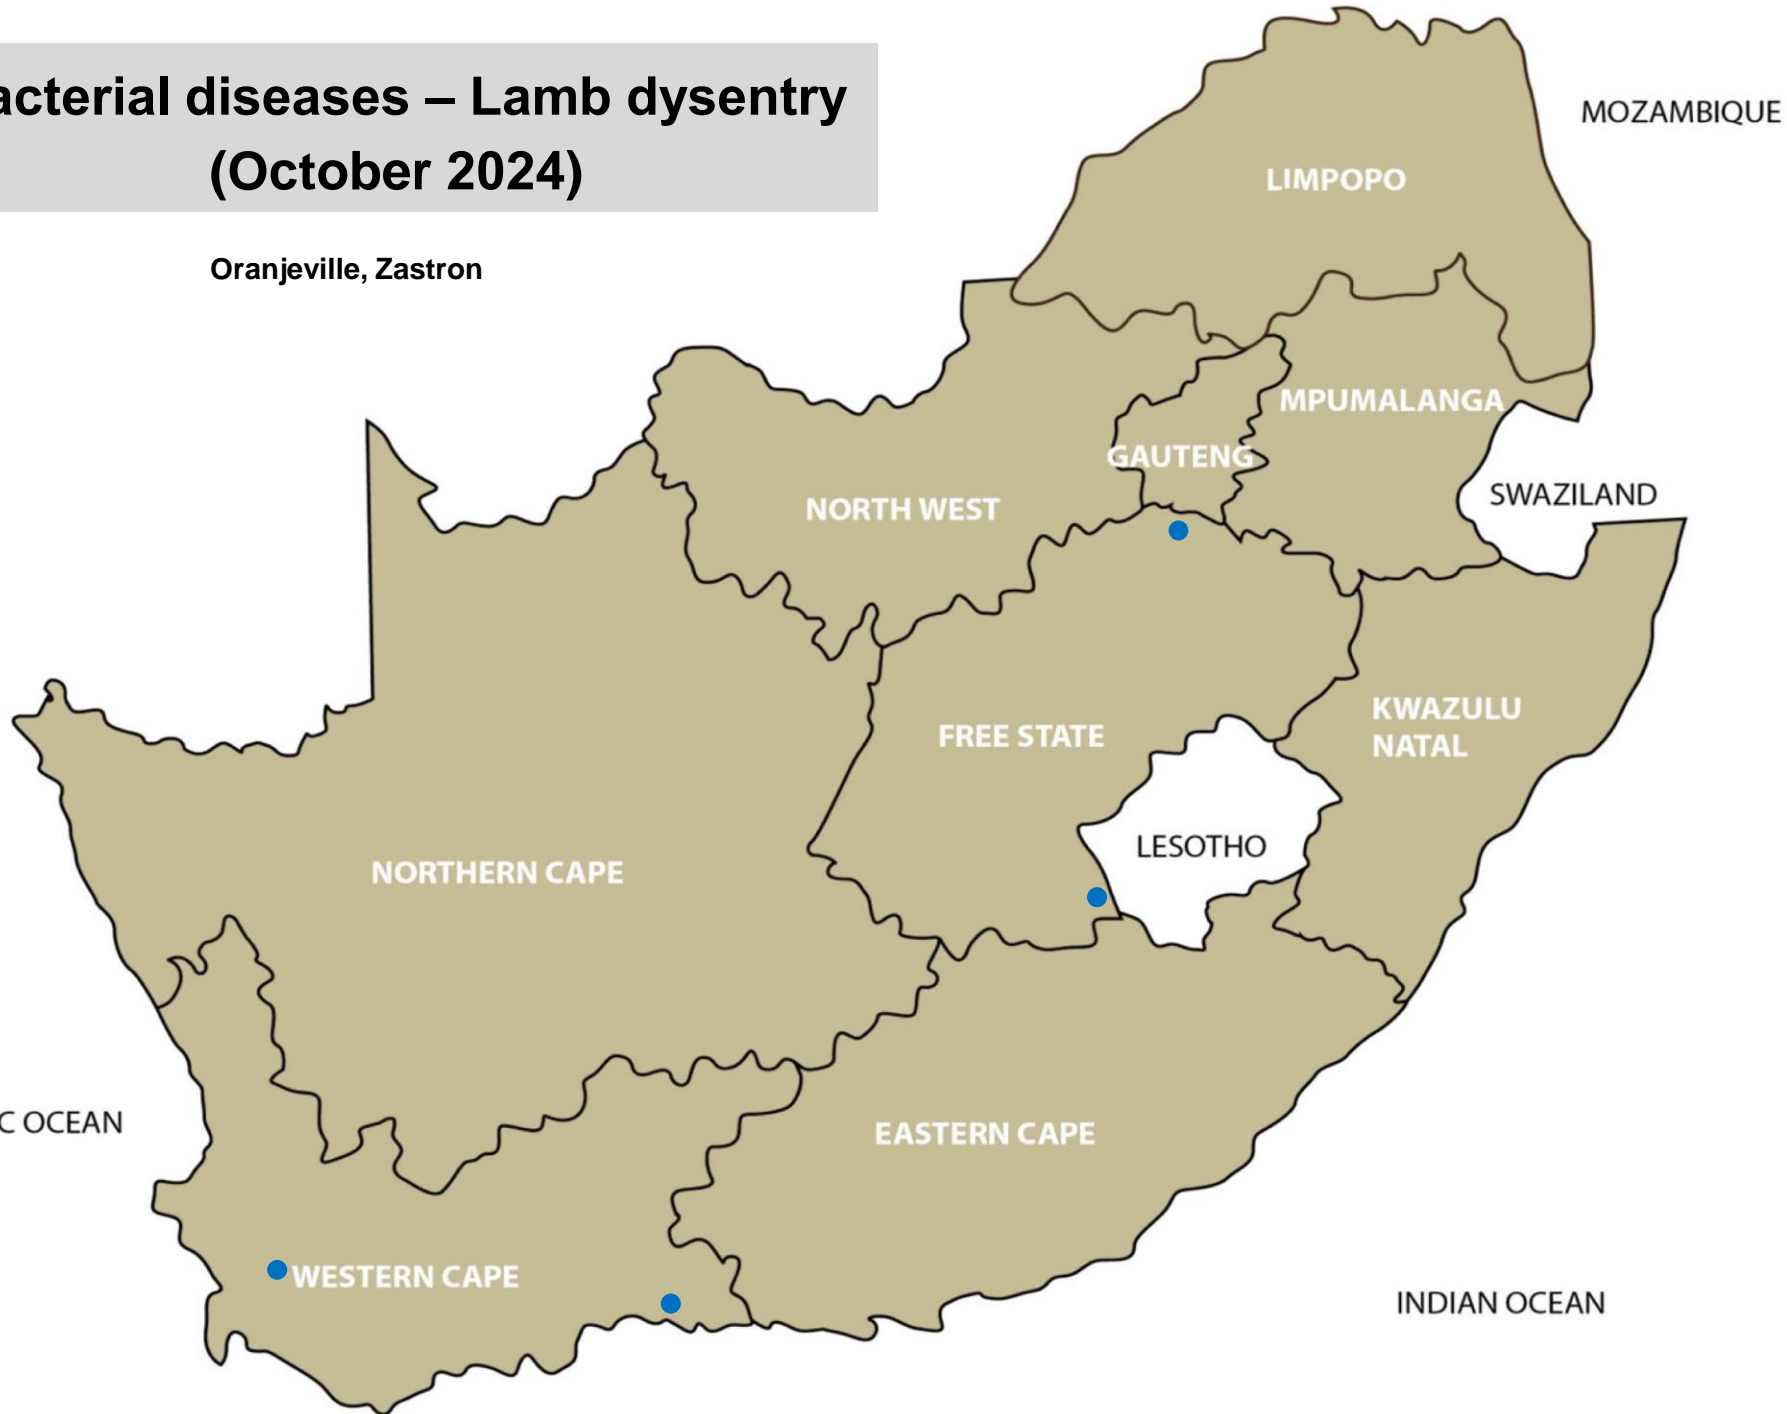 acterial diseases – Lamb dysentry
(October 2024)
Oranjeville, Zastron
MOZAMBIQUE
LIMPOPO
MPUMALANGA
GAUTENG
SWAZILAND
NORTH WEST
KWAZULU
NATAL
FREE STATE
LESOTHO
NORTHERN CAPE
C OCEAN
EASTERN CAPE
WESTERN CAPE
INDIAN OCEAN